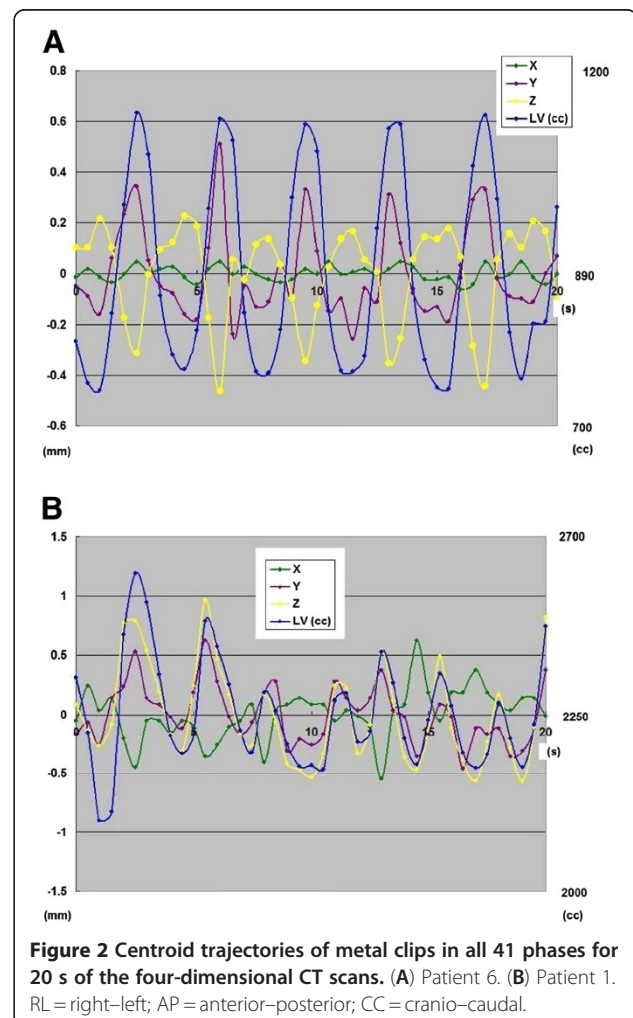 A
0.8
0.6
0.4
0.2
0
-0.2
-0.4
-0.6
(mm)
0
5
10
15
20
(s)
1200
890
700
(cc)
X
Y
Z
LV (cc)
B
1.5
1
0.5
0
-0.5
-1
-1.5
(mm)
0
5
10
15
20
(s)
2700
2250
2000
(cc)
X
Y
Z
LV (cc)
Figure 2 Centroid trajectories of metal clips in all 41 phases for
20 s of the four-dimensional CT scans. (A) Patient 6. (B) Patient 1.
RL = right–left; AP = anterior–posterior; CC = cranio–caudal.